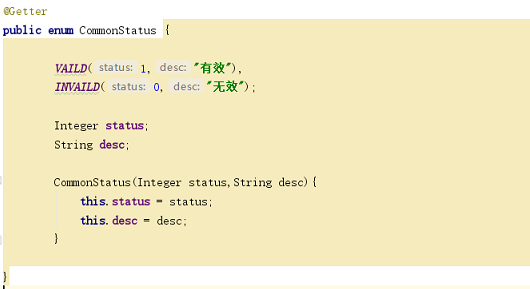 @Getter
public enum CommonStatus {
VAILD( status: 1, desc: "有效"),
INVAILD( status: 0, desc: "无效");
Integer status;
String desc;
CommonStatus(Integer status,String desc){
this.status = status;
this.desc = desc;
}
}